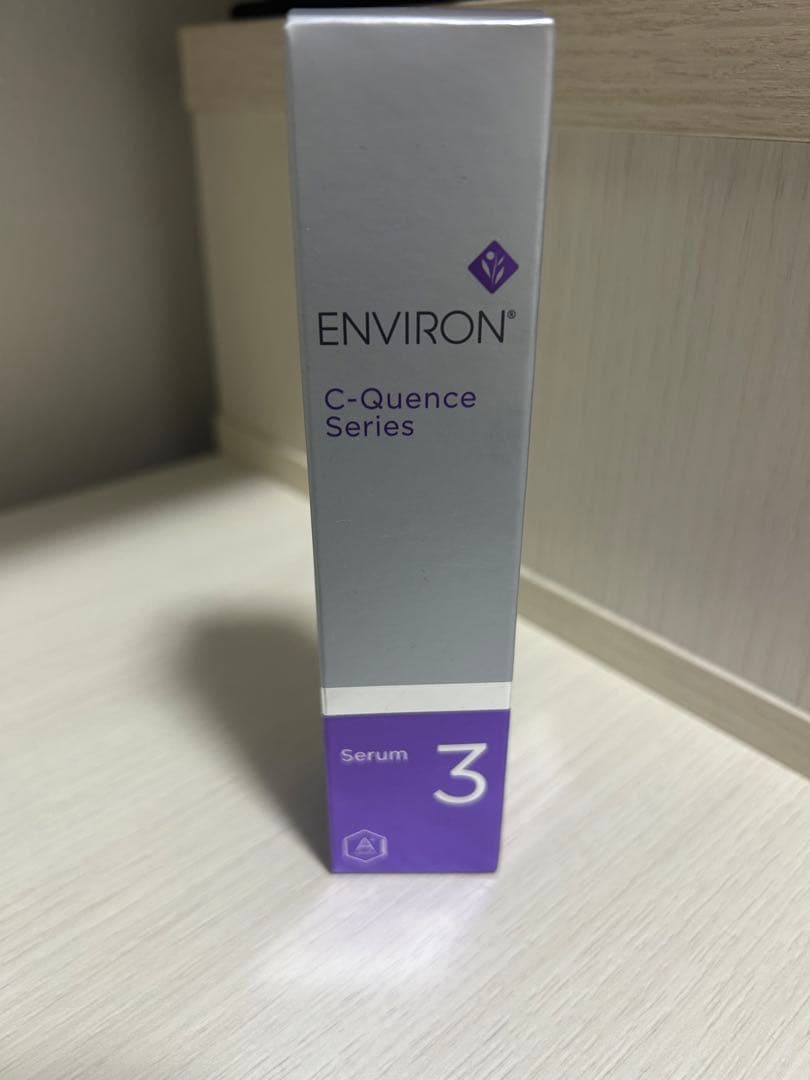 ENVIRON®
C-Quence
Series
Serum 3
A